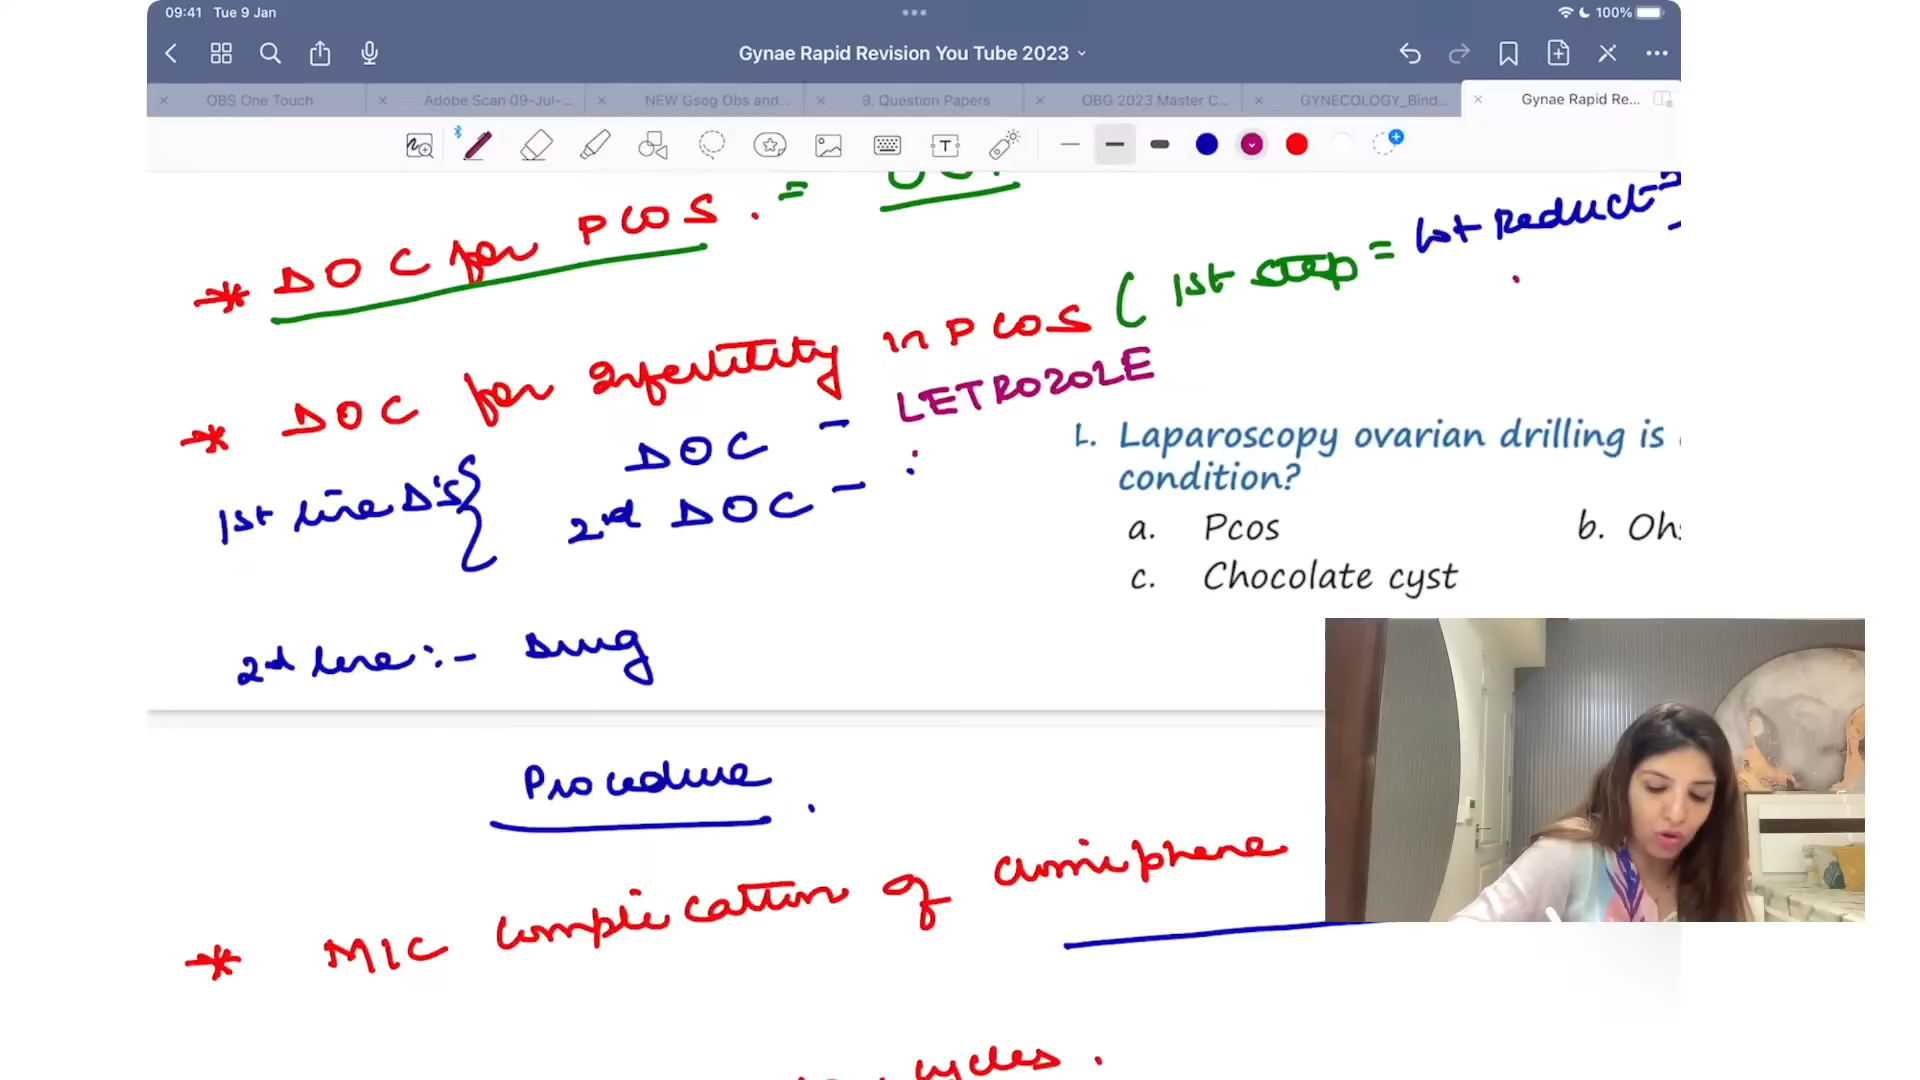 09:41 Tue 9 Jan
100%
Gynae Rapid Revision You Tube 2023
OBS One Touch
Adobe Scan 09-Jul-...
NEW Gsog Obs and...
9. Question Papers
OBG 2023 Master C...
GYNECOLOGY_Bind...
Gynae Rapid Re...
* DOC for PCOS. =
(1st step = wt Reduct
* DOC for Infertility in PCOS
1st line D's { DOC - LETROZOLE
2nd DOC - :
L. Laparoscopy ovarian drilling is
condition?
a. Pcos
b. Ohs
c. Chocolate cyst
2nd line :- Drug
Procedure
* MIC complication of clomiphene
cycles.